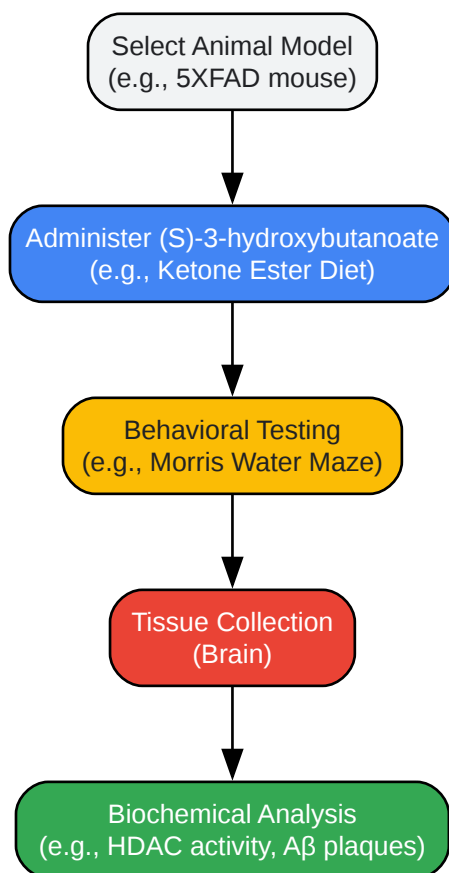 Select Animal Model
(e.g., 5XFAD mouse)
Administer (S)-3-hydroxybutanoate
(e.g., Ketone Ester Diet)
Behavioral Testing
(e.g., Morris Water Maze)
Tissue Collection
(Brain)
Biochemical Analysis
(e.g., HDAC activity, Aβ plaques)